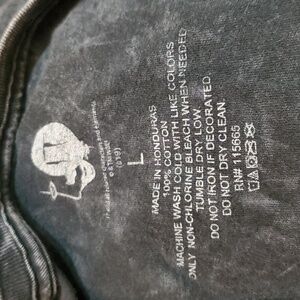 L
MADE IN HONDURAS
100% COTTON
MACHINE WASH COLD WITH LIKE COLORS
ONLY NON-CHLORINE BLEACH WHEN NEEDED
TUMBLE DRY LOW.
DO NOT IRON IF DECORATED.
DO NOT DRY CLEAN.
RN# 115665